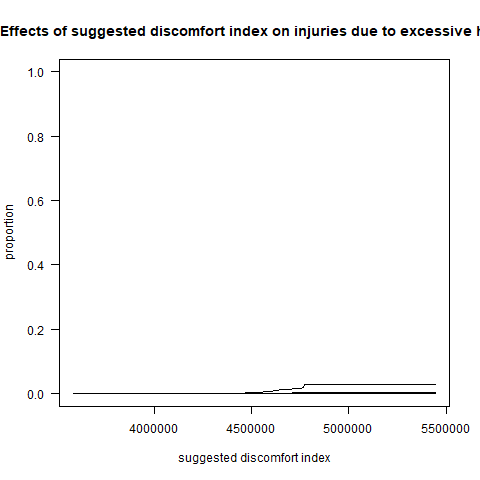 Effects of suggested discomfort index on injuries due to excessive
1.0
0.8
0.6
0.4
0.2
0.0
proportion
4000000 4500000 5000000 5500000
suggested discomfort index